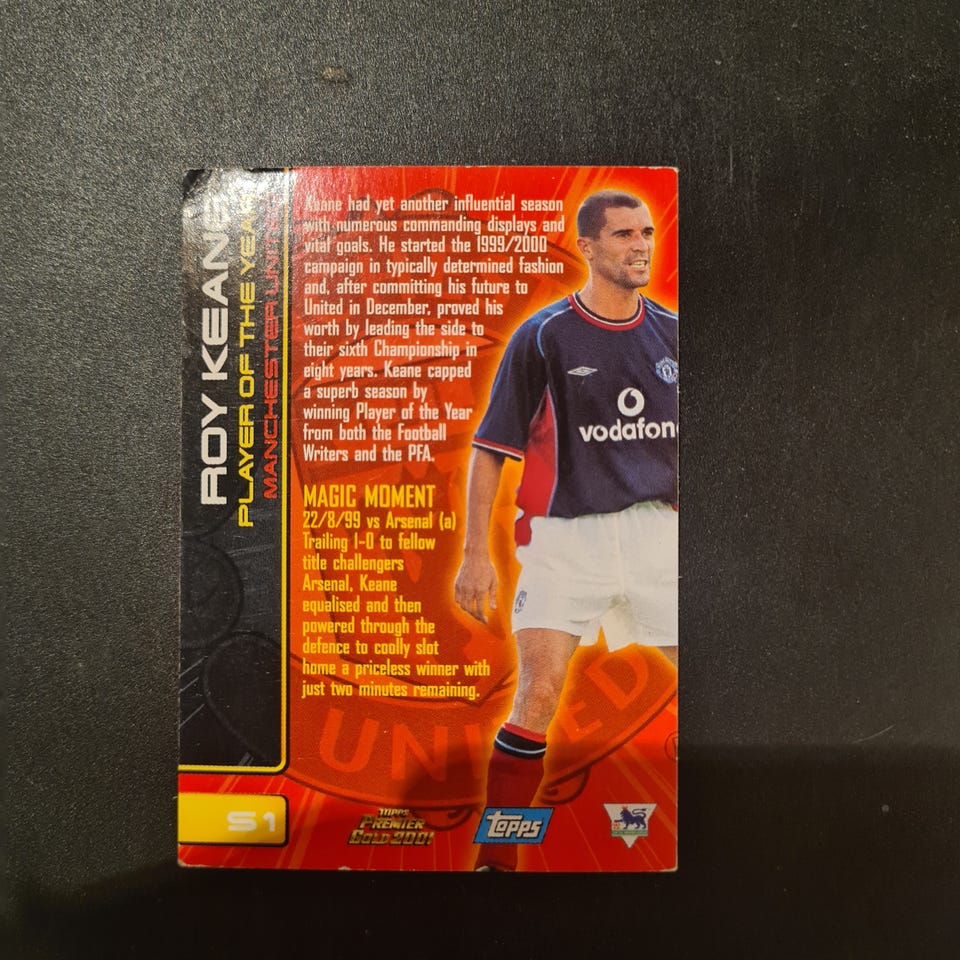 ROY KEANE
PLAYER OF THE YEAR
MANCHESTER UNITED
Keane had yet another influential season
with numerous commanding displays and
vital goals. He started the 1999/2000
campaign in typically determined fashion
and, after committing his future to
United in December, proved his
worth by leading the side to
their sixth Championship in
eight years. Keane capped
a superb season by
winning Player of the Year
from both the Football
Writers and the PFA.
MAGIC MOMENT
22/8/99 vs Arsenal (a)
Trailing 1-0 to fellow
title challengers
Arsenal, Keane
equalised and then
powered through the
defence to coolly slot
home a priceless winner with
just two minutes remaining.
vodafon
UNITED
S1
TOPPS
PREMIER
GOLD 2001
Topps